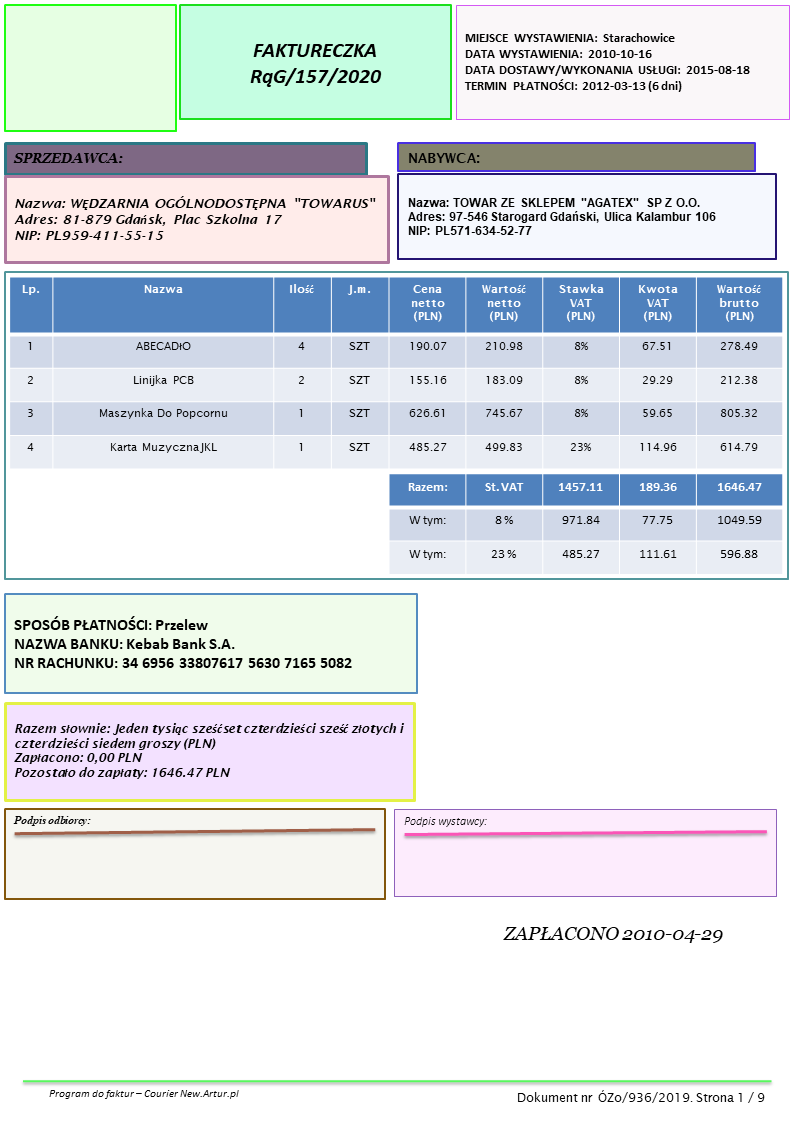 FAKTURECZKA
RąG/157/2020
MIEJSCE WYSTAWIENIA: Starachowice
DATA WYSTAWIENIA: 2010-10-16
DATA DOSTAWY/WYKONANIA USŁUGI: 2015-08-18
TERMIN PŁATNOŚCI: 2012-03-13 (6 dni)
SPRZEDAWCA:
Nazwa: WĘDZARNIA OGÓLNODOSTĘPNA "TOWARUS"
Adres: 81-879 Gdańsk, Plac Szkolna 17
NIP: PL959-411-55-15
NABYWCA:
Nazwa: TOWAR ZE SKLEPEM "AGATEX" SP Z O.O.
Adres: 97-546 Starogard Gdański, Ulica Kalambur 106
NIP: PL571-634-52-77
Lp. Nazwa Ilość J.m. Cena netto (PLN) Wartość netto (PLN) Stawka VAT (PLN) Kwota VAT (PLN) Wartość brutto (PLN)
1 ABECADłO 4 SZT 190.07 210.98 8% 67.51 278.49
2 Linijka PCB 2 SZT 155.16 183.09 8% 29.29 212.38
3 Maszynka Do Popcornu 1 SZT 626.61 745.67 8% 59.65 805.32
4 Karta Muzyczna JKL 1 SZT 485.27 499.83 23% 114.96 614.79
Razem: St. VAT 1457.11 189.36 1646.47
W tym: 8 % 971.84 77.75 1049.59
W tym: 23 % 485.27 111.61 596.88
SPOSÓB PŁATNOŚCI: Przelew
NAZWA BANKU: Kebab Bank S.A.
NR RACHUNKU: 34 6956 33807617 5630 7165 5082
Razem słownie: Jeden tysiąc sześćset czterdzieści sześć złotych i
czterdzieści siedem groszy (PLN)
Zapłacono: 0,00 PLN
Pozostało do zapłaty: 1646.47 PLN
Podpis odbiorcy:
Podpis wystawcy:
ZAPŁACONO 2010-04-29
Program do faktur – Courier New.Artur.pl
Dokument nr ÓZo/936/2019. Strona 1 / 9